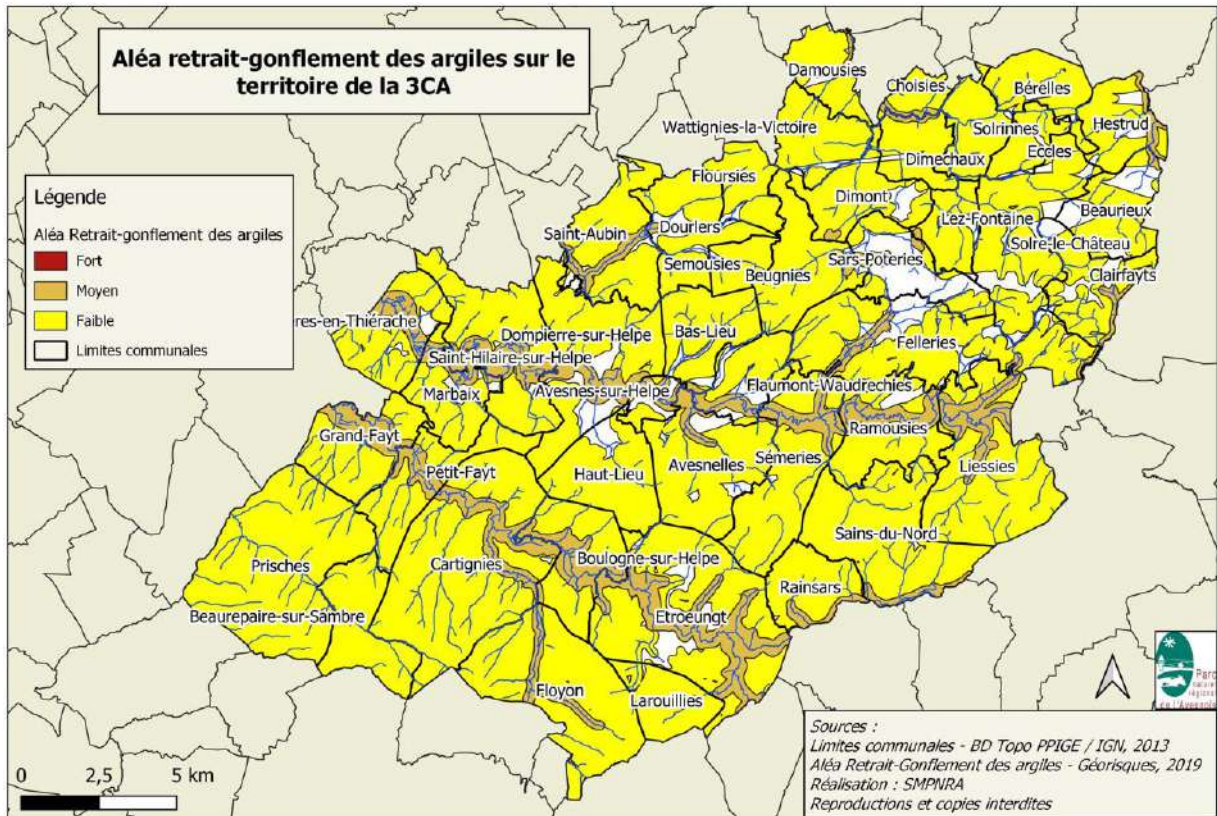 Aléa retrait-gonflement des argiles sur le
territoire de la 3CA
Légende
Aléa Retrait-gonflement des argiles
Fort
Moyen
Faible
Limites communales
Damousies
Choisies
Bérelles
Wattignies-la-Victoire
Solrinnes
Hestrud
Eccles
Dimechaux
Floursies
Dimont
Lez-Fontaine
Beaurieux
Saint-Aubin
Dourlers
Solre-le-Château
Semousies
Beugnies
Sars-Poteries
Clairfayts
res-en-Thiérache
Dompierre-sur-Helpe
Bas-Lieu
Felleries
Saint-Hilaire-sur-Helpe
Marbaix
Avesnes-sur-Helpe
Flaumont-Waudrechies
Ramousies
Grand-Fayt
Petit-Fayt
Haut-Lieu
Avesnelles
Sémeries
Liessies
Sains-du-Nord
Prisches
Cartignies
Boulogne-sur-Helpe
Rainsars
Beaurepaire-sur-Sambre
Etroeungt
Floyon
Larouillies
0 2,5 5 km
Parc
naturel
régional
de l'Avesnois
Sources :
Limites communales - BD Topo PPIGE / IGN, 2013
Aléa Retrait-Gonflement des argiles - Géorisques, 2019
Réalisation : SMPNRA
Reproductions et copies interdites